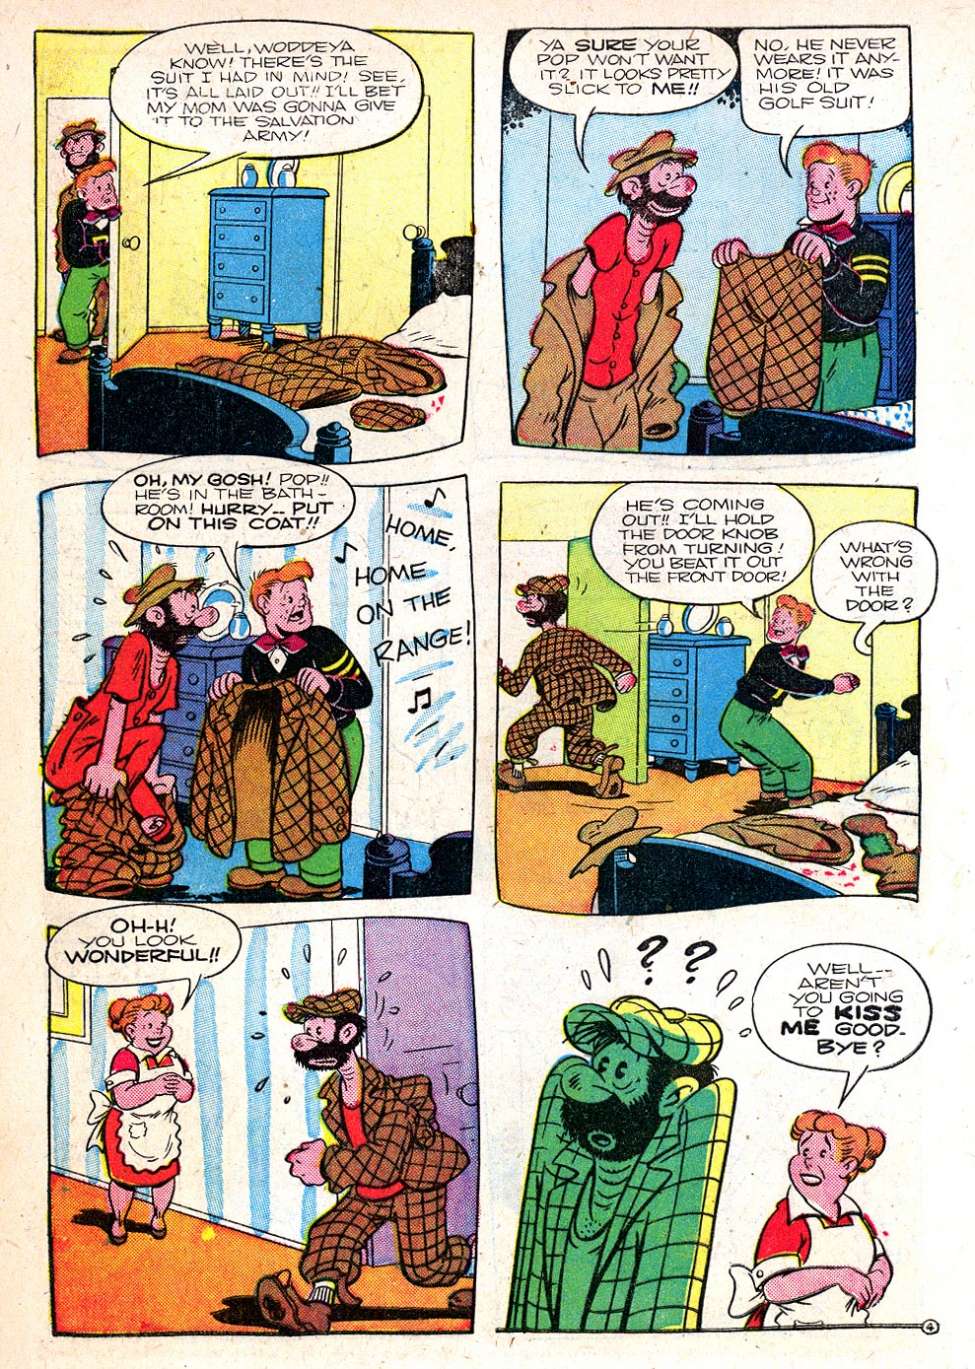 WELL, WODDEYA
KNOW! THERE'S THE
SUIT I HAD IN MIND! SEE,
IT'S ALL LAID OUT!! I'LL BET
MY MOM WAS GONNA GIVE
IT TO THE SALVATION
ARMY!
YA SURE YOUR
POP WON'T WANT
IT? IT LOOKS PRETTY
SLICK TO ME!!
NO, HE NEVER
WEARS IT ANY-
MORE! IT WAS
HIS OLD
GOLF SUIT!
OH, MY GOSH! POP!!
HE'S IN THE BATH-
ROOM! HURRY-- PUT
ON THIS COAT!!
HOME,
HOME
ON THE
RANGE!
HE'S COMING
OUT!! I'LL HOLD
THE DOOR KNOB
FROM TURNING!
YOU BEAT IT OUT
THE FRONT DOOR!
WHAT'S
WRONG
WITH
THE
DOOR?
OH-H!
YOU LOOK
WONDERFUL!!
? ?
WELL--
AREN'T
YOU GOING
TO KISS
ME GOOD-
BYE?
4